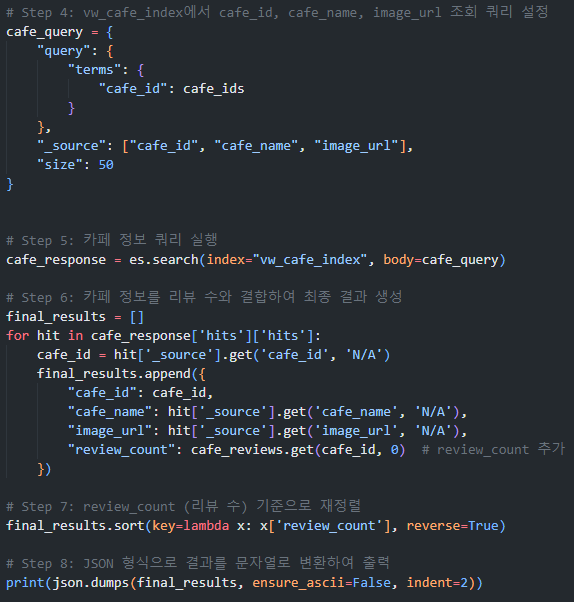 # Step 4: vw_cafe_index에서 cafe_id, cafe_name, image_url 조회 쿼리 설정
cafe_query = {
    "query": {
        "terms": {
            "cafe_id": cafe_ids
        }
    },
    "_source": ["cafe_id", "cafe_name", "image_url"],
    "size": 50
}
# Step 5: 카페 정보 쿼리 실행
cafe_response = es.search(index="vw_cafe_index", body=cafe_query)
# Step 6: 카페 정보를 리뷰 수와 결합하여 최종 결과 생성
final_results = []
for hit in cafe_response['hits']['hits']:
    cafe_id = hit['_source'].get('cafe_id', 'N/A')
    final_results.append({
        "cafe_id": cafe_id,
        "cafe_name": hit['_source'].get('cafe_name', 'N/A'),
        "image_url": hit['_source'].get('image_url', 'N/A'),
        "review_count": cafe_reviews.get(cafe_id, 0)  # review_count 추가
    })
# Step 7: review_count (리뷰 수) 기준으로 재정렬
final_results.sort(key=lambda x: x['review_count'], reverse=True)
# Step 8: JSON 형식으로 결과를 문자열로 변환하여 출력
print(json.dumps(final_results, ensure_ascii=False, indent=2))